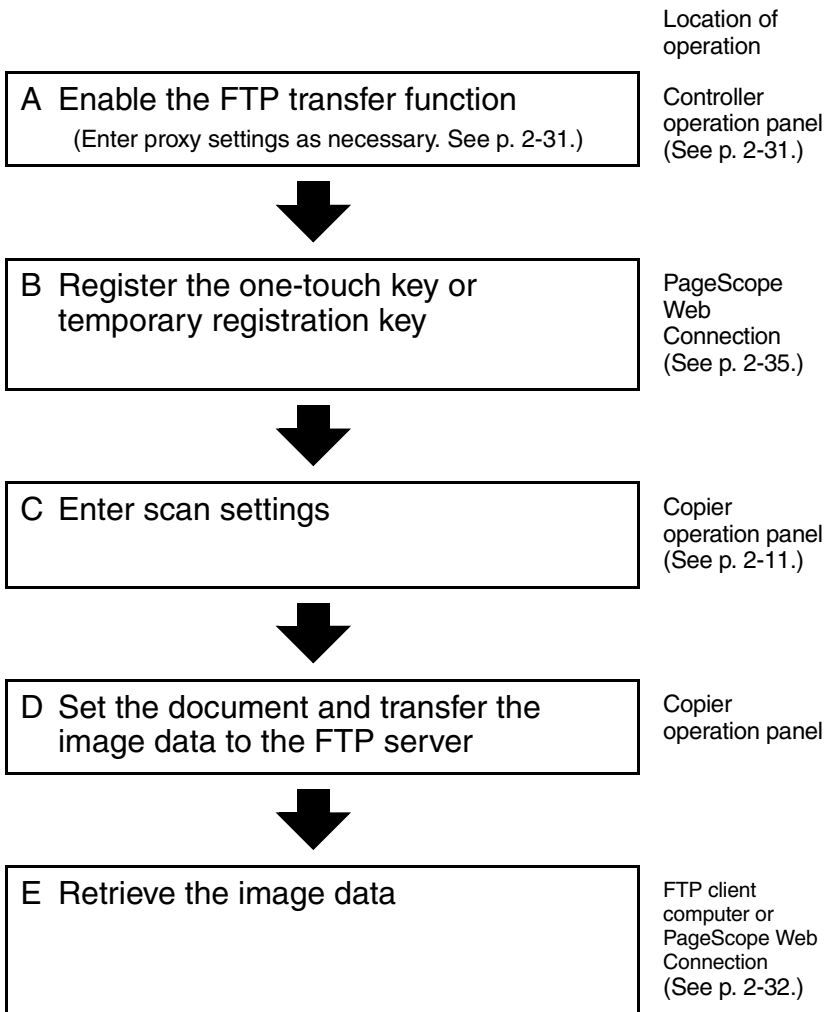 Location of
operation
A Enable the FTP transfer function
(Enter proxy settings as necessary. See p. 2-31.)
Controller
operation panel
(See p. 2-31.)
B Register the one-touch key or
temporary registration key
PageScope
Web
Connection
(See p. 2-35.)
C Enter scan settings
Copier
operation panel
(See p. 2-11.)
D Set the document and transfer the
image data to the FTP server
Copier
operation panel
E Retrieve the image data
FTP client
computer or
PageScope Web
Connection
(See p. 2-32.)